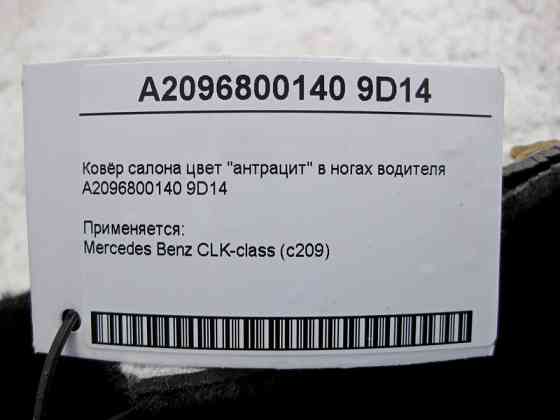 A2096800140 9D14
Ковёр салона цвет "антрацит" в ногах водителя
A2096800140 9D14
Применяется:
Mercedes Benz CLK-class (c209)